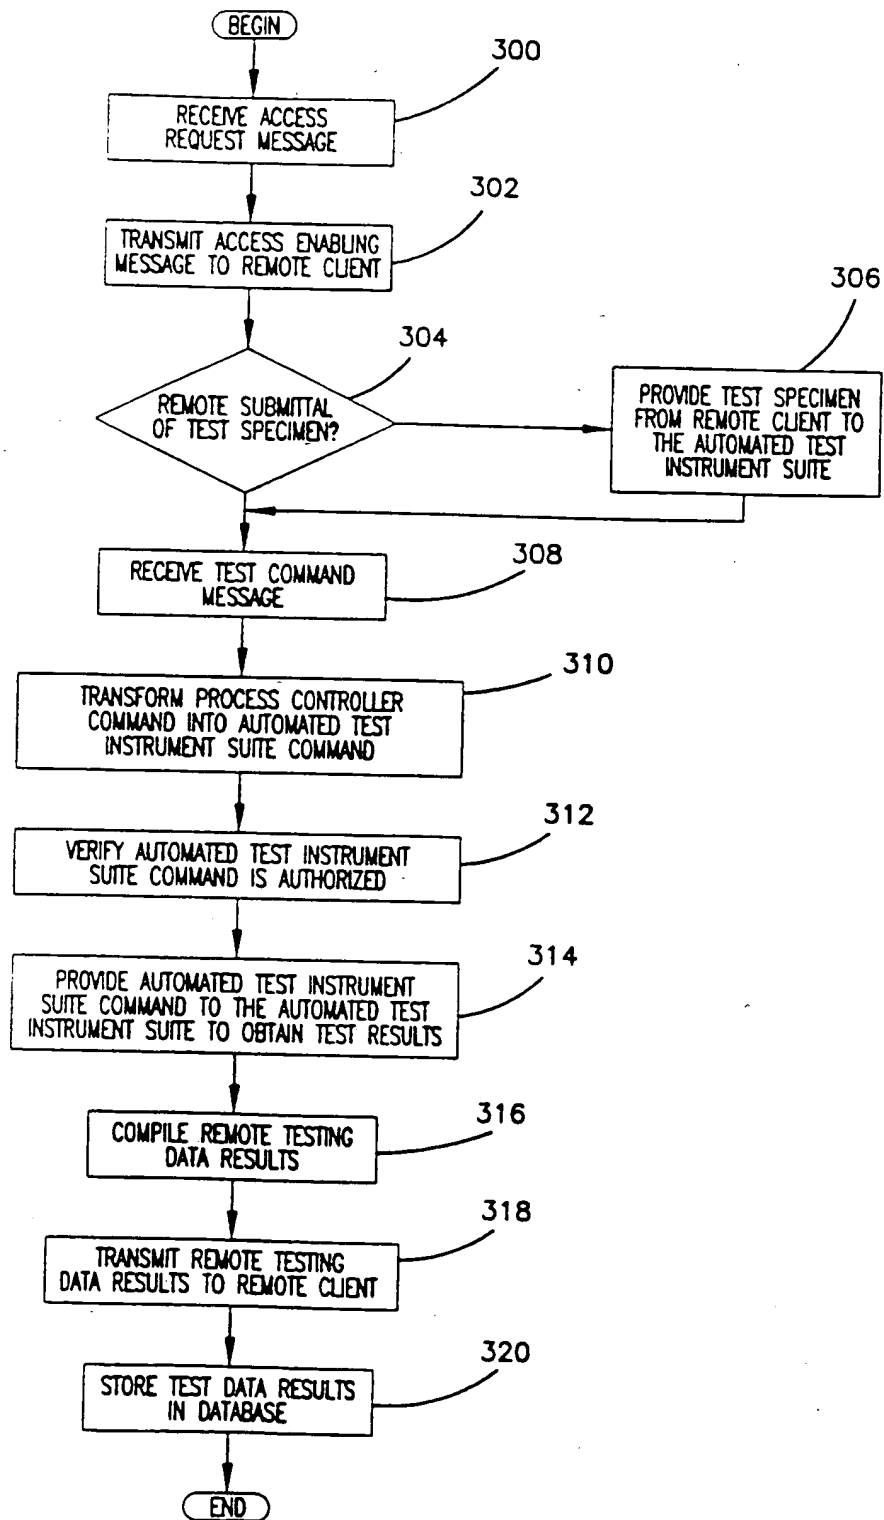 BEGIN
300
RECEIVE ACCESS
REQUEST MESSAGE
302
TRANSMIT ACCESS ENABLING
MESSAGE TO REMOTE CLIENT
304
REMOTE SUBMITTAL
OF TEST SPECIMEN?
306
PROVIDE TEST SPECIMEN
FROM REMOTE CLIENT TO
THE AUTOMATED TEST
INSTRUMENT SUITE
308
RECEIVE TEST COMMAND
MESSAGE
310
TRANSFORM PROCESS CONTROLLER
COMMAND INTO AUTOMATED TEST
INSTRUMENT SUITE COMMAND
312
VERIFY AUTOMATED TEST INSTRUMENT
SUITE COMMAND IS AUTHORIZED
314
PROVIDE AUTOMATED TEST INSTRUMENT
SUITE COMMAND TO THE AUTOMATED TEST
INSTRUMENT SUITE TO OBTAIN TEST RESULTS
316
COMPILE REMOTE TESTING
DATA RESULTS
318
TRANSMIT REMOTE TESTING
DATA RESULTS TO REMOTE CLIENT
320
STORE TEST DATA RESULTS
IN DATABASE
END